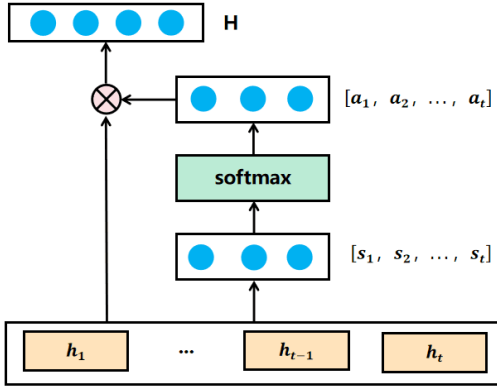 H
[a₁, a₂, ..., aₜ]
softmax
[s₁, s₂, ..., sₜ]
h₁ ... hₜ₋₁ hₜ